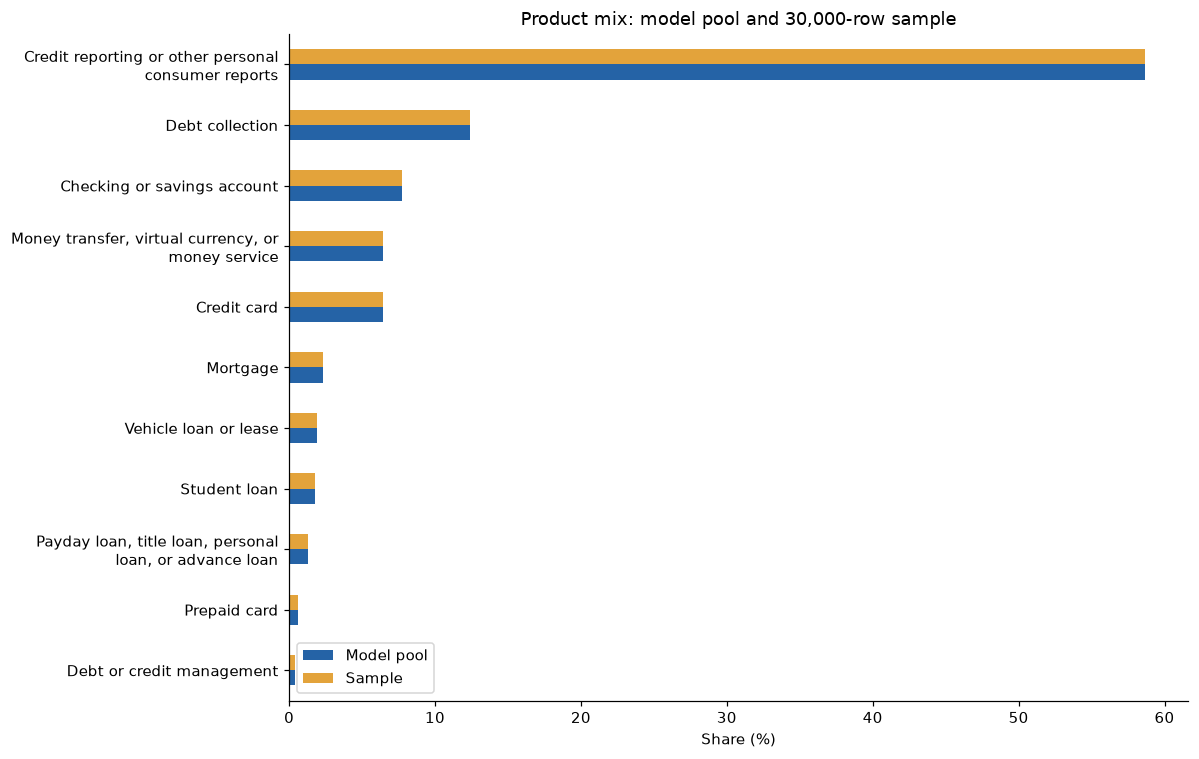 Product mix: model pool and 30,000-row sample
Credit reporting or other personal
consumer reports
Debt collection
Checking or savings account
Money transfer, virtual currency, or
money service
Credit card
Mortgage
Vehicle loan or lease
Student loan
Payday loan, title loan, personal
loan, or advance loan
Prepaid card
Debt or credit management
Model pool
Sample
0 10 20 30 40 50 60
Share (%)